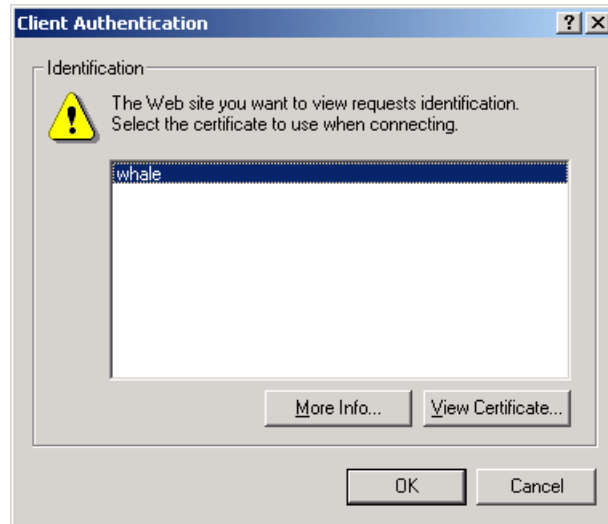 Client Authentication
Identification
The Web site you want to view requests identification.
Select the certificate to use when connecting.
whale
More Info...
View Certificate...
OK
Cancel